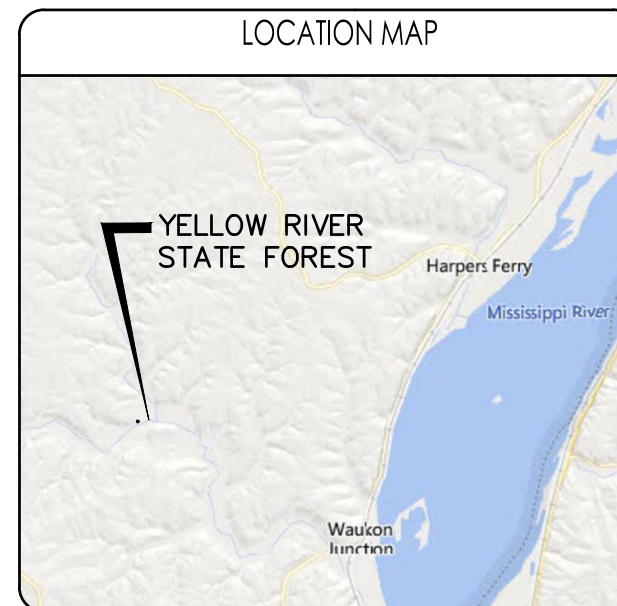 LOCATION MAP
YELLOW RIVER
STATE FOREST
Harpers Ferry
Mississippi River
Waukon
Junction